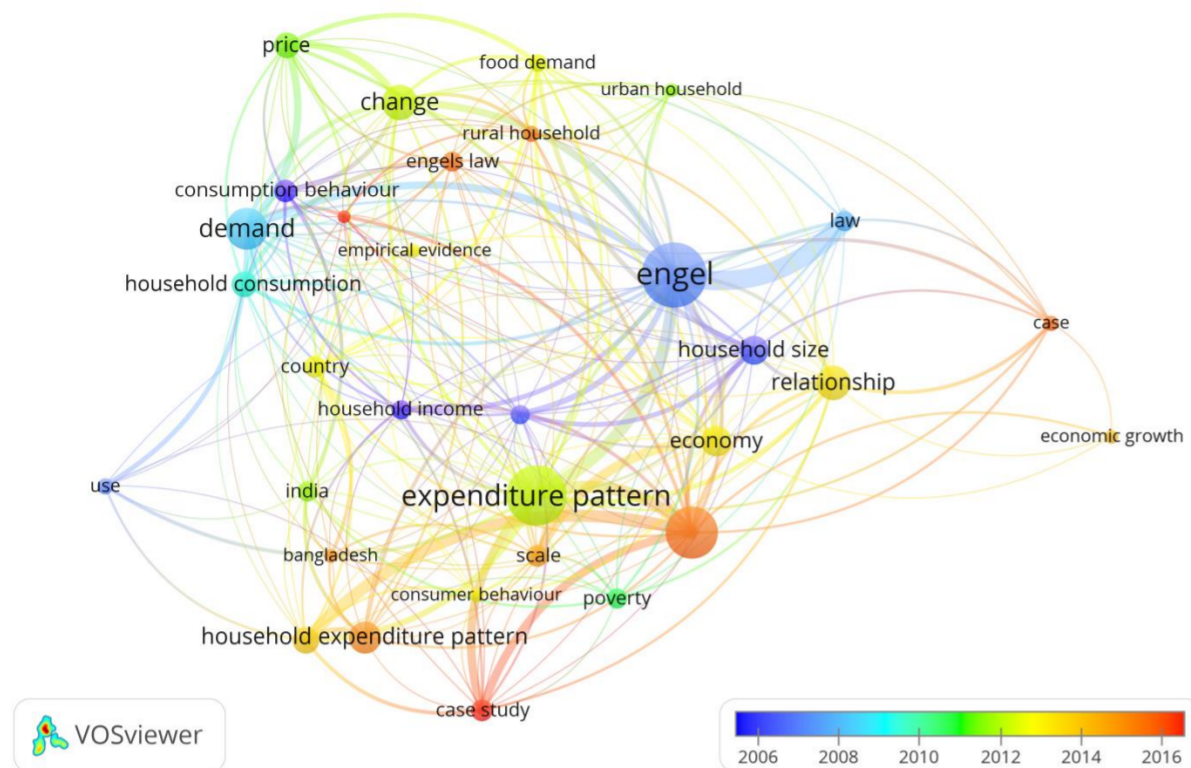 price
food demand
urban household
change
rural household
engels law
consumption behaviour
law
demand
empirical evidence
engel
household consumption
case
household size
country
relationship
household income
economy
economic growth
use
india
expenditure pattern
bangladesh
scale
consumer behaviour
poverty
household expenditure pattern
case study
VOSviewer
2006 2008 2010 2012 2014 2016